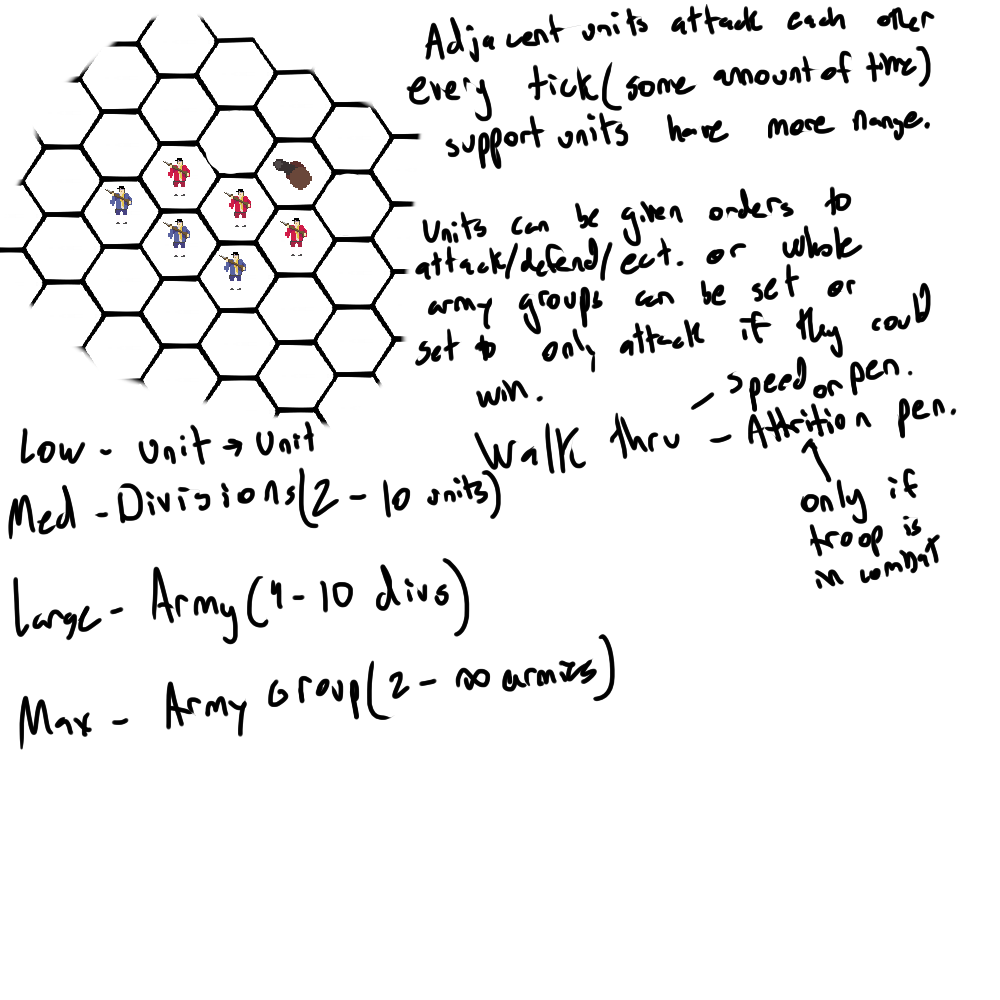 Adjacent units attack each other
every tick (some amount of time)
support units have more range.
Units can be given orders to
attack/defend/ect. or whole
army groups can be set or
set to only attack if they could
win.
Walk thru - speed or pen.
- Attrition pen.
only if
troop is
in combat
Low - Unit → Unit
Med - Divisions (2 - 10 units)
Large - Army (4 - 10 divs)
Max - Army Group (2 - ∞ armies)